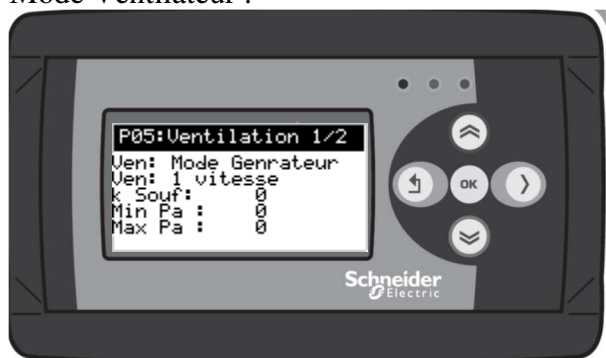 Mode Ventilateur :
P05:Ventilation 1/2
Ven: Mode Genrateur
Ven: 1 vitesse
k Souf: 0
Min Pa : 0
Max Pa : 0
OK
Schneider
Electric